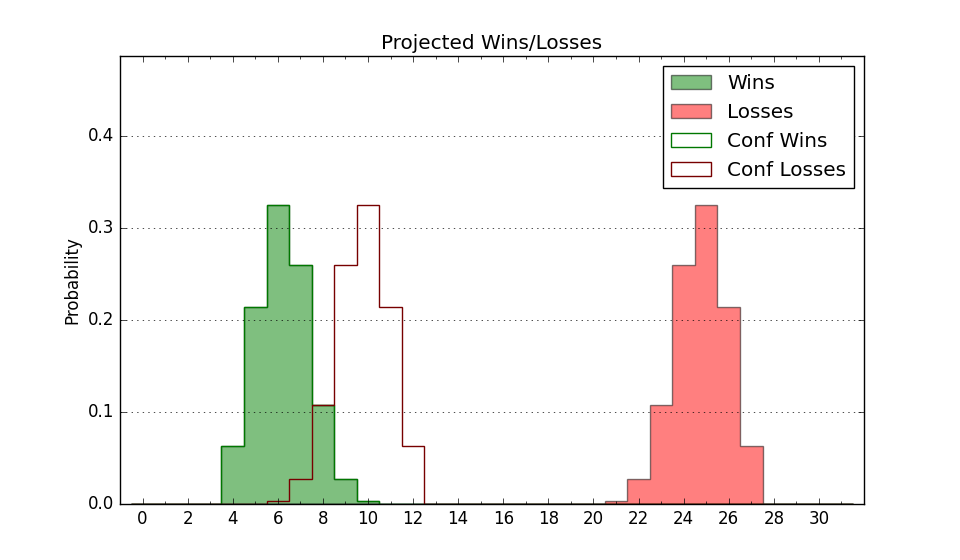 Projected Wins/Losses
Wins
Losses
Conf Wins
Conf Losses
Probability
0.4
0.3
0.2
0.1
0.0
0 2 4 6 8 10 12 14 16 18 20 22 24 26 28 30